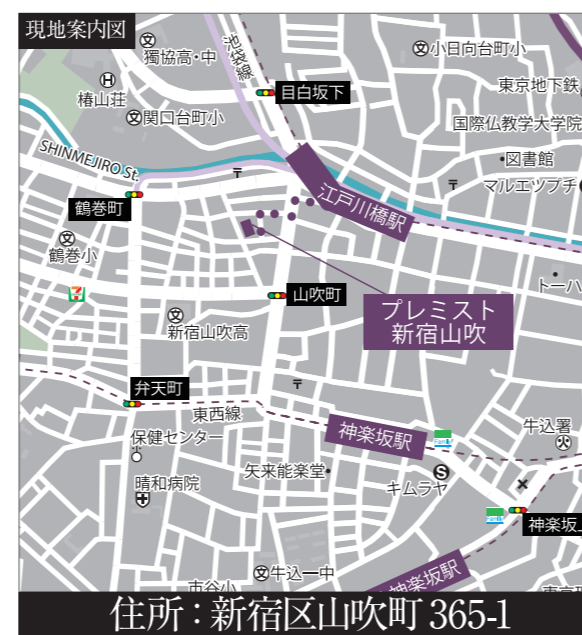 現地案内図
獨協高・中
池袋線
小日向台町小
目白坂下
東京地下鉄
椿山荘
関口台町小
国際仏教学大学院
SHINMEJIRO St.
図書館
マルエツプチ
江戸川橋駅
鶴巻町
鶴巻小
トーハ
山吹町
プレミスト
新宿山吹
新宿山吹高
弁天町
東西線
神楽坂駅
牛込署
保健センター
矢来能楽堂
キムラヤ
晴和病院
神楽坂
牛込一中
市谷小
神楽坂駅
住所:新宿区山吹町 365-1